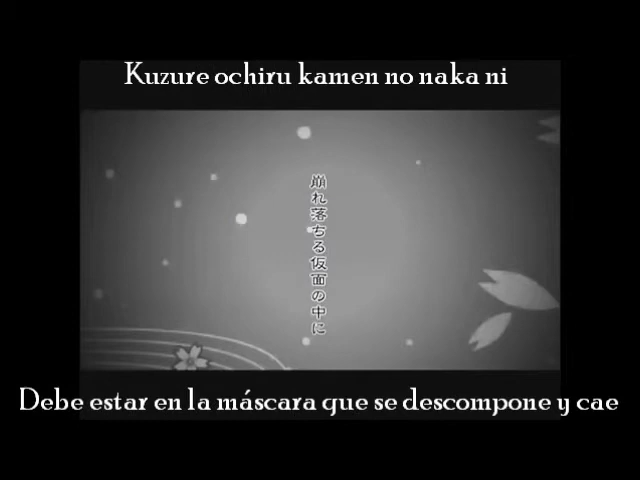 Kuzure ochiru kamen no naka ni
崩れ落ちる仮面の中に
Debe estar en la máscara que se descompone y cae